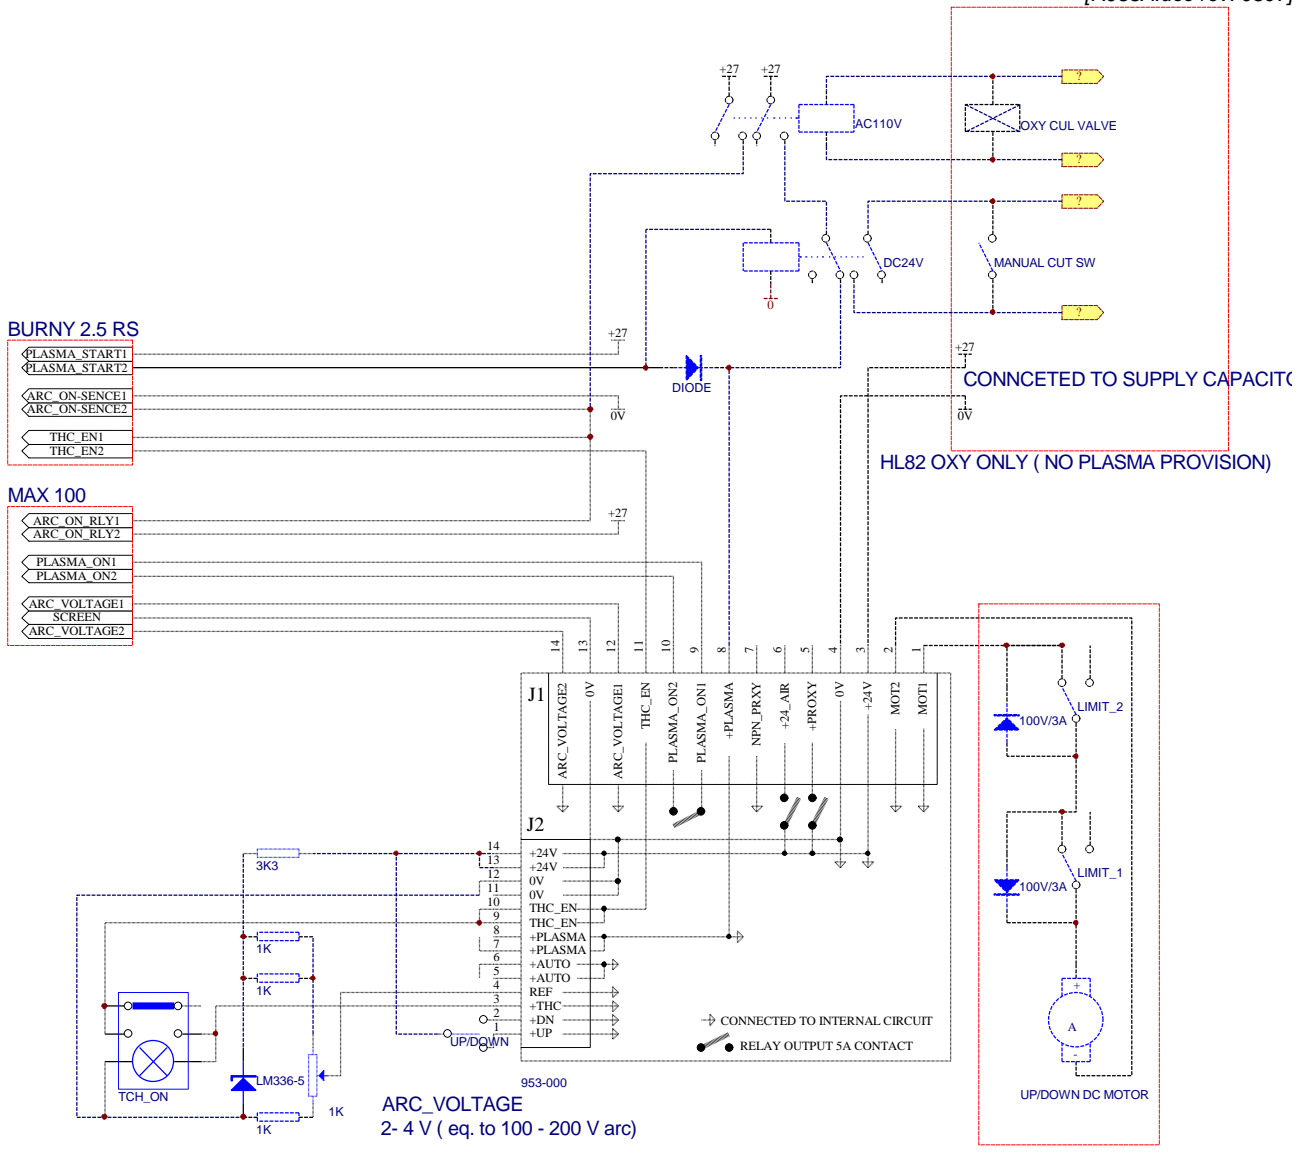 +27 +27
?
AC110V
OXY CUL VALVE
?
?
DC24V
MANUAL CUT SW
0
?
BURNY 2.5 RS
+27
PLASMA_START1
PLASMA_START2
+27
DIODE
CONNCETED TO SUPPLY CAPACITO
ARC_ON-SENCE1
ARC_ON-SENCE2
0V
0V
THC_EN1
THC_EN2
HL82 OXY ONLY ( NO PLASMA PROVISION)
MAX 100
ARC_ON_RLY1
+27
ARC_ON_RLY2
PLASMA_ON1
PLASMA_ON2
ARC_VOLTAGE1
SCREEN
ARC_VOLTAGE2
14 13 12 11 10 9 8 7 6 5 4 3 2 1
J1
ARC_VOLTAGE2
0V
ARC_VOLTAGE1
THC_EN
PLASMA_ON2
PLASMA_ON1
+PLASMA
NPN_PRXY
+24_AIR
+PROXY
0V
+24V
MOT2
MOT1
LIMIT_2
100V/3A
J2
14 +24V
13 +24V
12 0V
11 0V
10 THC_EN
9 THC_EN
8 +PLASMA
7 +PLASMA
6 +AUTO
5 +AUTO
4 REF
3 +THC
2 +DN
1 +UP
3K3
LIMIT_1
100V/3A
1K
1K
+
A
-
UP/DOWN
CONNECTED TO INTERNAL CIRCUIT
RELAY OUTPUT 5A CONTACT
TCH_ON
LM336-5
1K
1K
953-000
UP/DOWN DC MOTOR
ARC_VOLTAGE
2- 4 V ( eq. to 100 - 200 V arc)